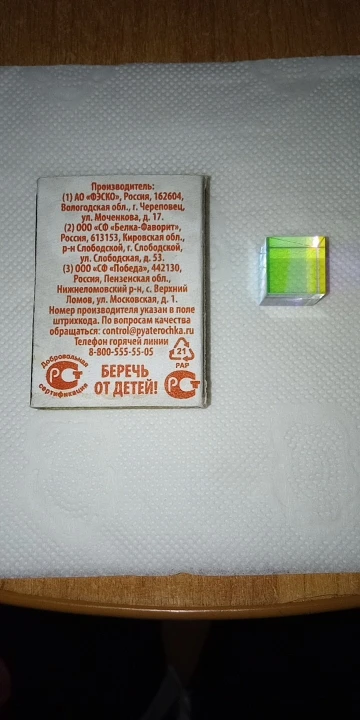 Производитель:
(1) АО «ФЭСКО», Россия, 162604,
Вологодская обл., г. Череповец,
ул. Моченкова, д. 17.
(2) ООО «СФ «Белка-Фаворит»,
Россия, 613153, Кировская обл.,
р-н Слободской, г. Слободской,
ул. Слободская, д. 53.
(3) ООО «СФ «Победа», 442130,
Россия, Пензенская обл.,
Нижнеломовский р-н, с. Верхний
Ломов, ул. Московская, д. 1.
Номер производителя указан в поле
штрихкода. По вопросам качества
обращаться: control@pyaterochka.ru
Телефон горячей линии
8-800-555-55-05
21
PAP
Добровольная
РСТ
сертификация
БЕРЕЧЬ
ОТ ДЕТЕЙ!
РСТ